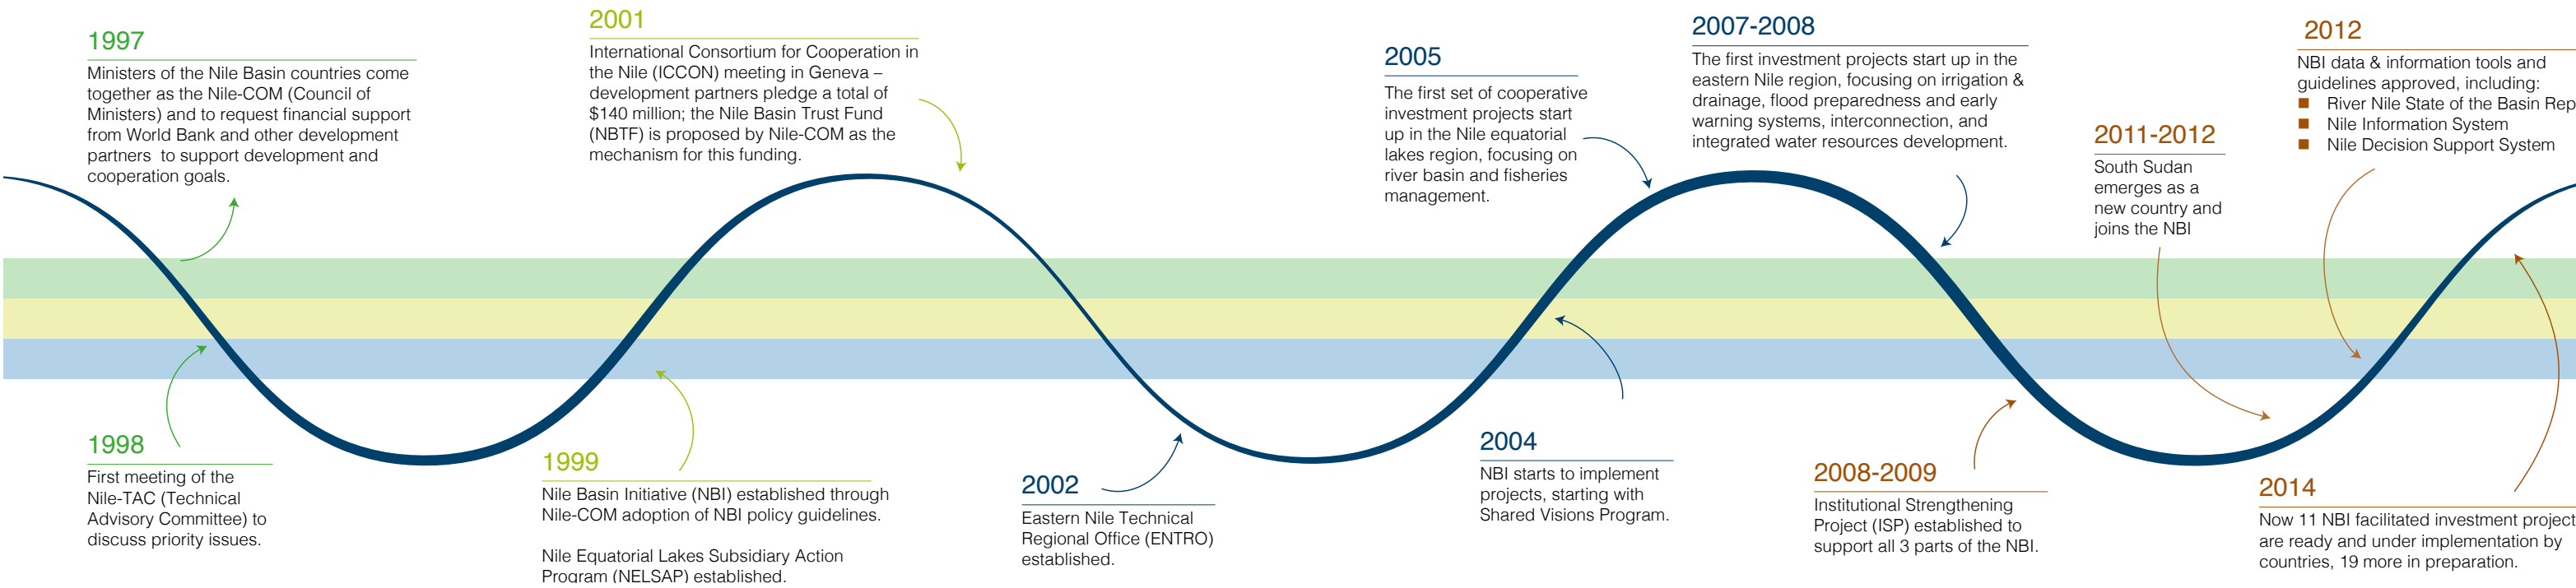 1997
Ministers of the Nile Basin countries come
together as the Nile-COM (Council of
Ministers) and to request financial support
from World Bank and other development
partners to support development and
cooperation goals.
1998
First meeting of the
Nile-TAC (Technical
Advisory Committee) to
discuss priority issues.
2001
International Consortium for Cooperation in
the Nile (ICCON) meeting in Geneva –
development partners pledge a total of
$140 million; the Nile Basin Trust Fund
(NBTF) is proposed by Nile-COM as the
mechanism for this funding.
1999
Nile Basin Initiative (NBI) established through
Nile-COM adoption of NBI policy guidelines.
Nile Equatorial Lakes Subsidiary Action
Program (NELSAP) established.
2002
Eastern Nile Technical
Regional Office (ENTRO)
established.
2005
The first set of cooperative
investment projects start
up in the Nile equatorial
lakes region, focusing on
river basin and fisheries
management.
2004
NBI starts to implement
projects, starting with
Shared Visions Program.
2007-2008
The first investment projects start up in the
eastern Nile region, focusing on irrigation &
drainage, flood preparedness and early
warning systems, interconnection, and
integrated water resources development.
2008-2009
Institutional Strengthening
Project (ISP) established to
support all 3 parts of the NBI.
2011-2012
South Sudan
emerges as a
new country and
joins the NBI
2012
NBI data & information tools and
guidelines approved, including:
■ River Nile State of the Basin Rep
■ Nile Information System
■ Nile Decision Support System
2014
Now 11 NBI facilitated investment project
are ready and under implementation by
countries, 19 more in preparation.